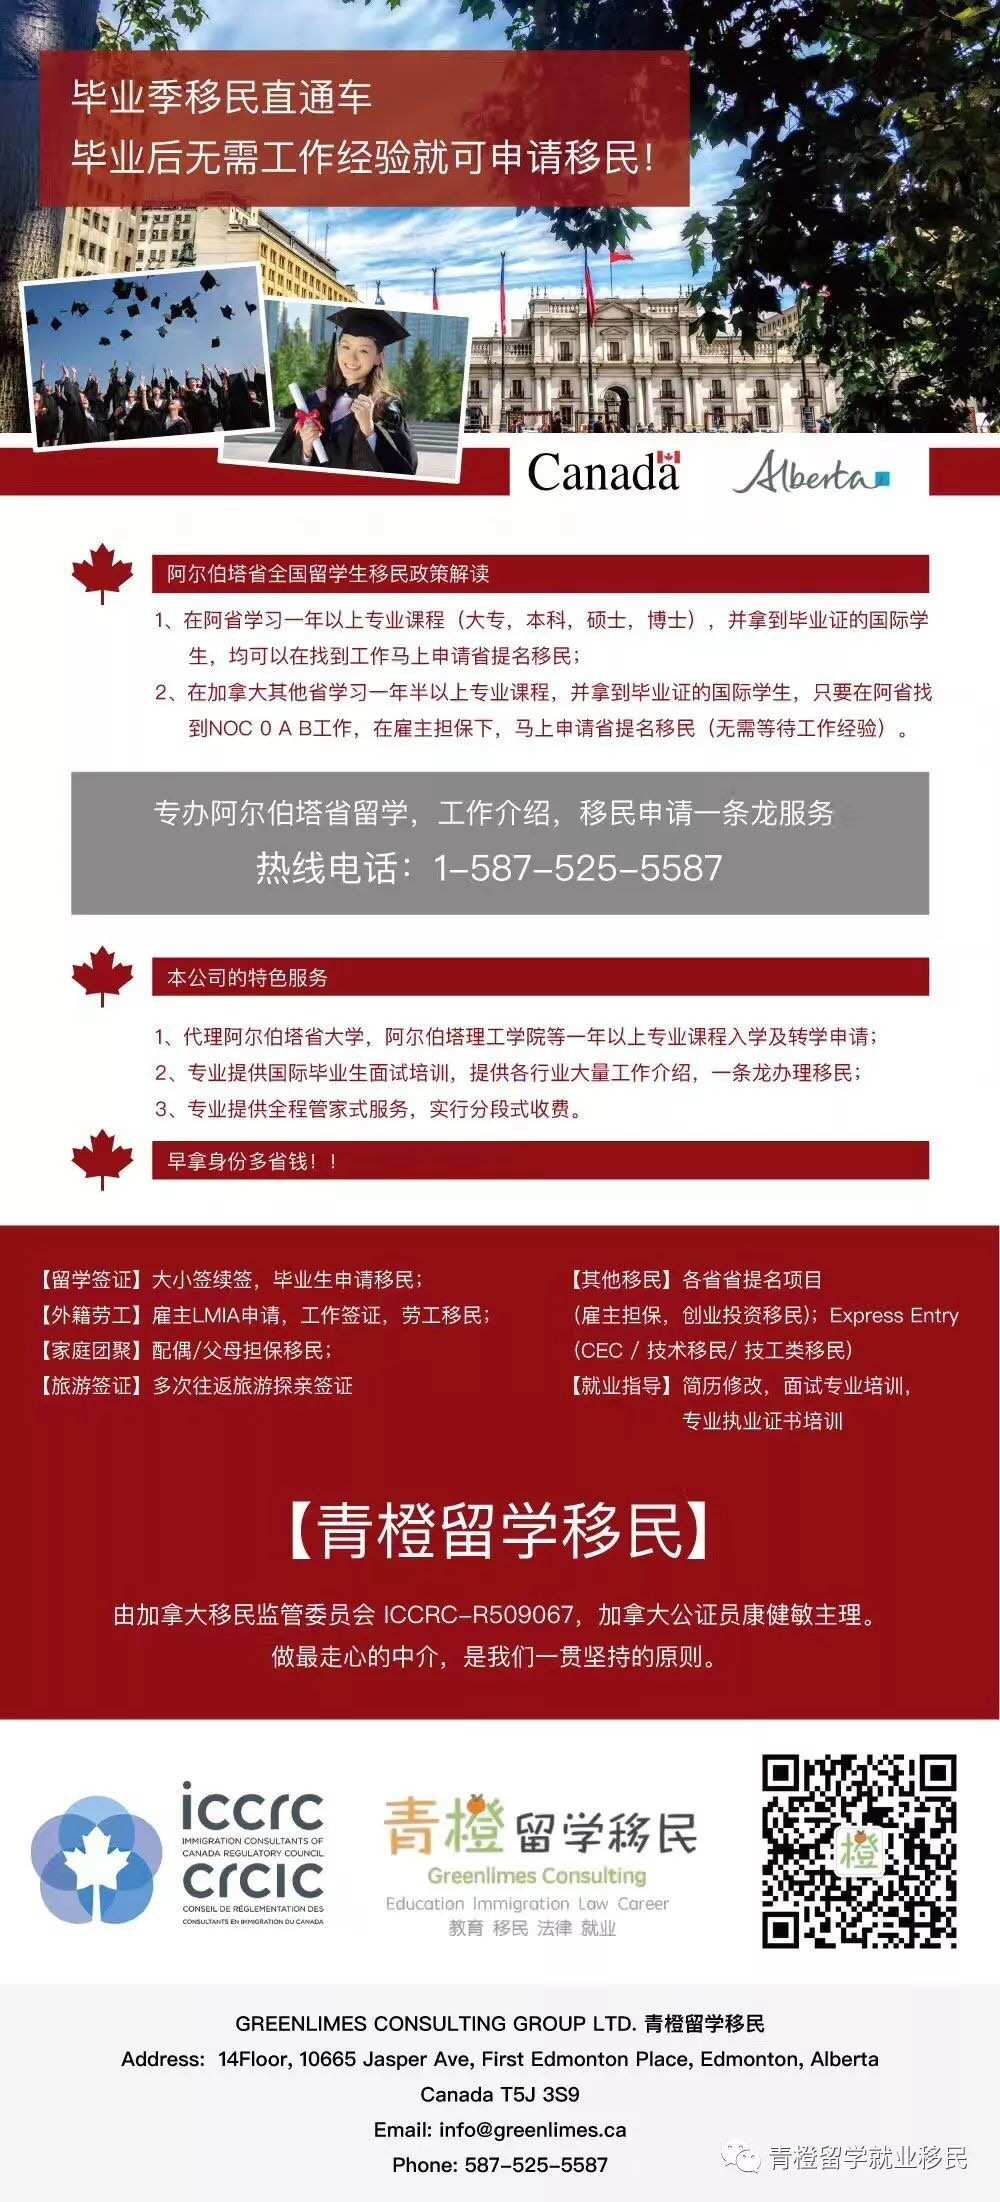 毕业季移民直通车
毕业后无需工作经验就可申请移民！
Canada
Alberta
阿尔伯塔省全国留学生移民政策解读
1、在阿省学习一年以上专业课程（大专，本科，硕士，博士），并拿到毕业证的国际学
生，均可以在找到工作马上申请省提名移民；
2、在加拿大其他省学习一年半以上专业课程，并拿到毕业证的国际学生，只要在阿省找
到NOC 0 A B工作，在雇主担保下，马上申请省提名移民（无需等待工作经验）。
专办阿尔伯塔省留学，工作介绍，移民申请一条龙服务
热线电话：1-587-525-5587
本公司的特色服务
1、代理阿尔伯塔省大学，阿尔伯塔理工学院等一年以上专业课程入学及转学申请；
2、专业提供国际毕业生面试培训，提供各行业大量工作介绍，一条龙办理移民；
3、专业提供全程管家式服务，实行分段式收费。
早拿身份多省钱！！
【留学签证】大小签续签，毕业生申请移民；
【外籍劳工】雇主LMIA申请，工作签证，劳工移民；
【家庭团聚】配偶/父母担保移民；
【旅游签证】多次往返旅游探亲签证
【其他移民】各省省提名项目
(雇主担保，创业投资移民)；Express Entry
(CEC / 技术移民/ 技工类移民)
【就业指导】简历修改，面试专业培训，
专业执业证书培训
【青橙留学移民】
由加拿大移民监管委员会 ICCRC-R509067，加拿大公证员康健敏主理。
做最走心的中介，是我们一贯坚持的原则。
iccrc
IMMIGRATION CONSULTANTS OF
CANADA REGULATORY COUNCIL
crcic
CONSEIL DE RÉGLEMENTATION DES
CONSULTANTS EN IMMIGRATION DU CANADA
青橙留学移民
Greenlimes Consulting
Education Immigration Law Career
教育 移民 法律 就业
橙
GREENLIMES CONSULTING GROUP LTD. 青橙留学移民
Address: 14Floor, 10665 Jasper Ave, First Edmonton Place, Edmonton, Alberta
Canada T5J 3S9
Email: info@greenlimes.ca
Phone: 587-525-5587
青橙留学就业移民